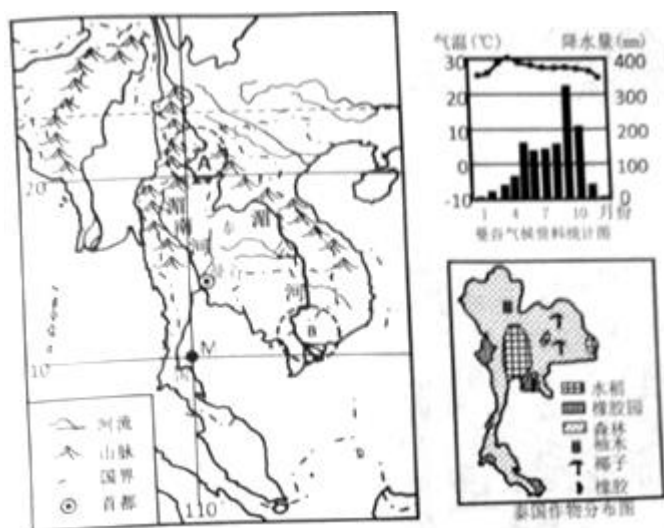 20
10
110
A
B
M
湄
南
河
泰
湄
河
河流
山脉
国界
首都
气温(℃) 降水量(mm)
30 400
20 300
10 200
0 100
-10 0
1 4 7 10 月份
曼谷气候资料统计图
水稻
橡胶园
森林
柚木
椰子
橡胶
泰国作物分布图